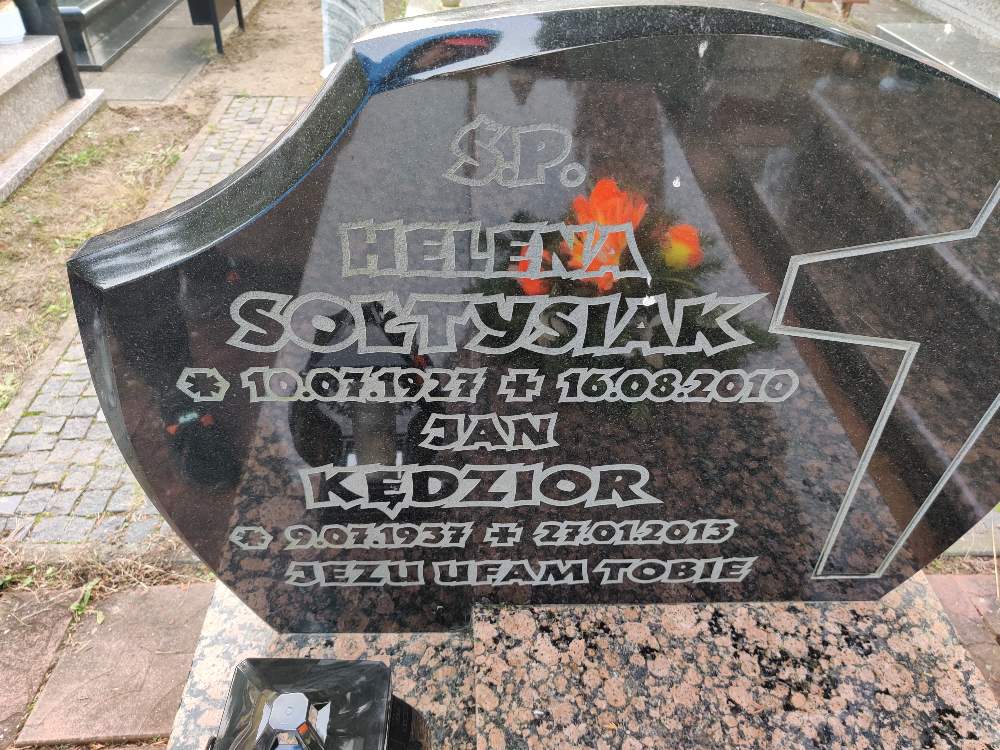 Ś.P.
HELENA
SOŁTYSIAK
* 10.07.1927 + 16.08.2010
JAN
KĘDZIOR
* 9.07.1937 + 27.01.2013
JEZU UFAM TOBIE